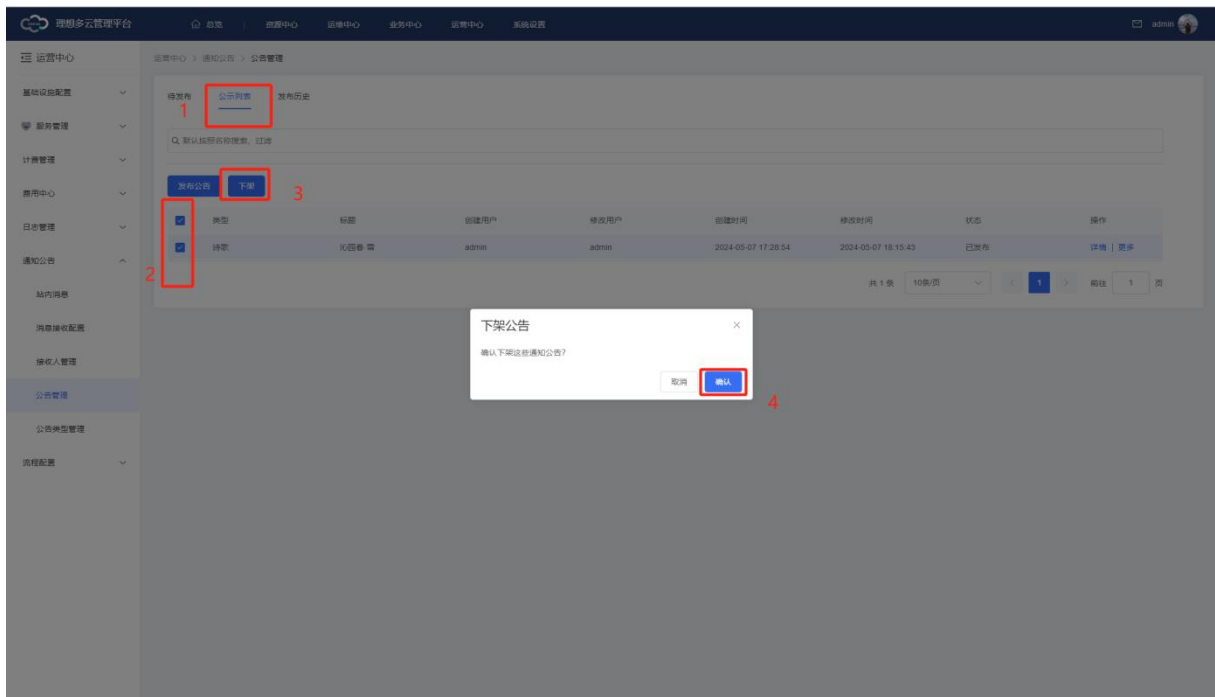 理想多云管理平台 总览 资源中心 运维中心 业务中心 运营中心 系统设置 admin
运营中心
运营中心 > 通知公告 > 公告管理
基础设施配置
服务管理
计费管理
费用中心
日志管理
通知公告
站内消息
消息接收配置
接收人管理
公告管理
公告类型管理
流程配置
待发布 公示列表 发布历史
1
默认按照名称搜索、过滤
发布公告 下架 3
类型 标题 创建用户 修改用户 创建时间 修改时间 状态 操作
诗歌 沁园春·雪 admin admin 2024-05-07 17:28:54 2024-05-07 18:15:43 已发布 详情 | 更多
2
共 1 条 10条/页 < 1 > 前往 1 页
下架公告
确认下架这些通知公告?
取消 确认
4